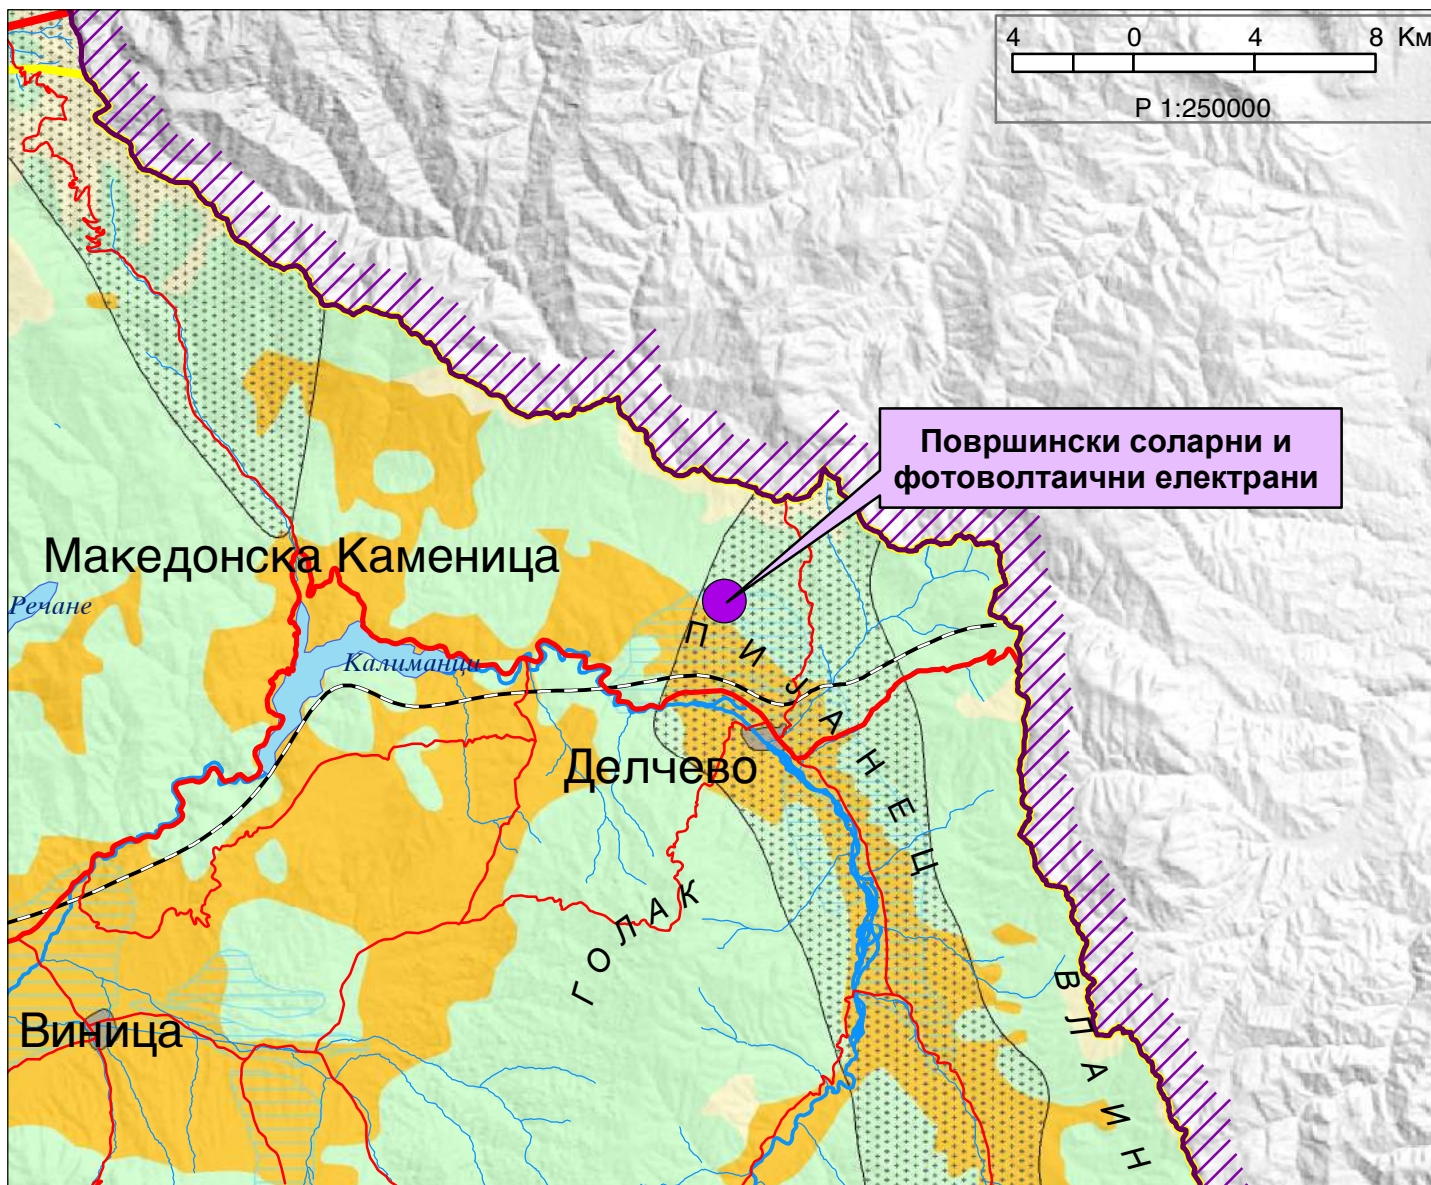 4 0 4 8 Км
Р 1:250000
Површински соларни и
фотоволтаични електрани
Македонска Каменица
Речане
Калиманци
ПИЈАНЕЦ
Делчево
ГОЛАК
Виница
ВЛАИН